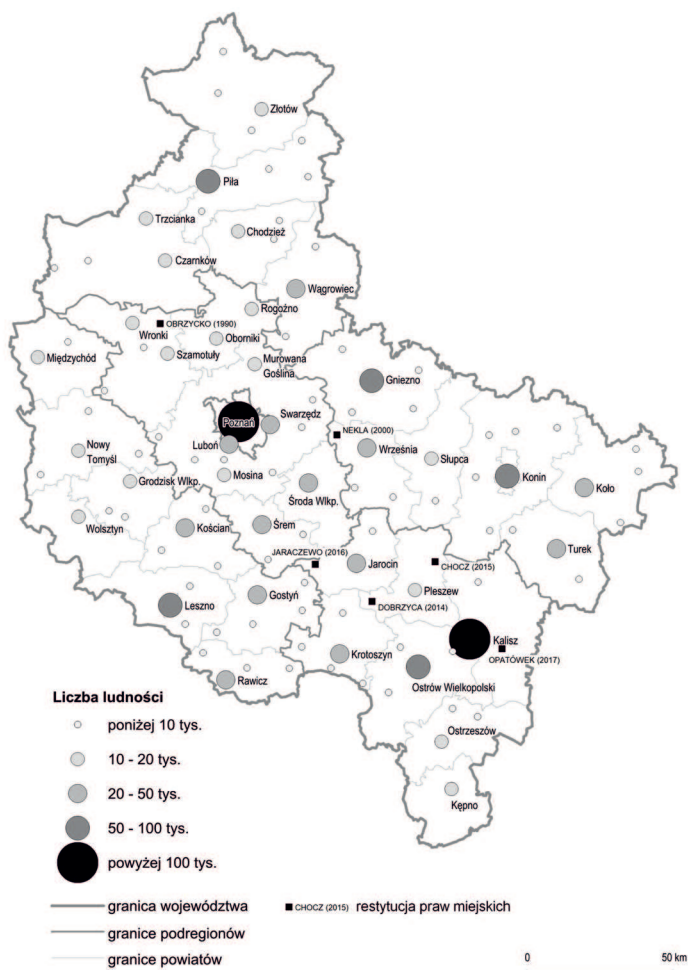 Złotów
Piła
Trzcianka
Chodzież
Czarnków
Wągrowiec
Rogoźno
OBRZYCKO (1990)
Wronki
Oborniki
Szamotuły
Międzychód
Murowana
Goślina
Gniezno
Poznań
Swarzędz
NEKLA (2000)
Luboń
Września
Nowy
Tomyśl
Słupca
Mosina
Konin
Grodzisk Wlkp.
Koło
Środa Wlkp.
Wolsztyn
Kościan
Śrem
JARACZEWO (2016)
Turek
Jarocin
CHOCZ (2015)
Pleszew
Gostyń
Leszno
DOBRZYCA (2014)
Kalisz
OPATÓWEK (2017)
Krotoszyn
Rawicz
Ostrów Wielkopolski
Ostrzeszów
Kępno
Liczba ludności
poniżej 10 tys.
10 - 20 tys.
20 - 50 tys.
50 - 100 tys.
powyżej 100 tys.
granica województwa
CHOCZ (2015) restytucja praw miejskich
granice podregionów
granice powiatów
0 50 km